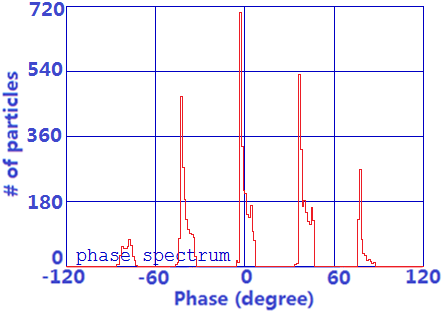 720
540
360
180
0
# of particles
phase spectrum
-120 -60 0 60 120
Phase (degree)